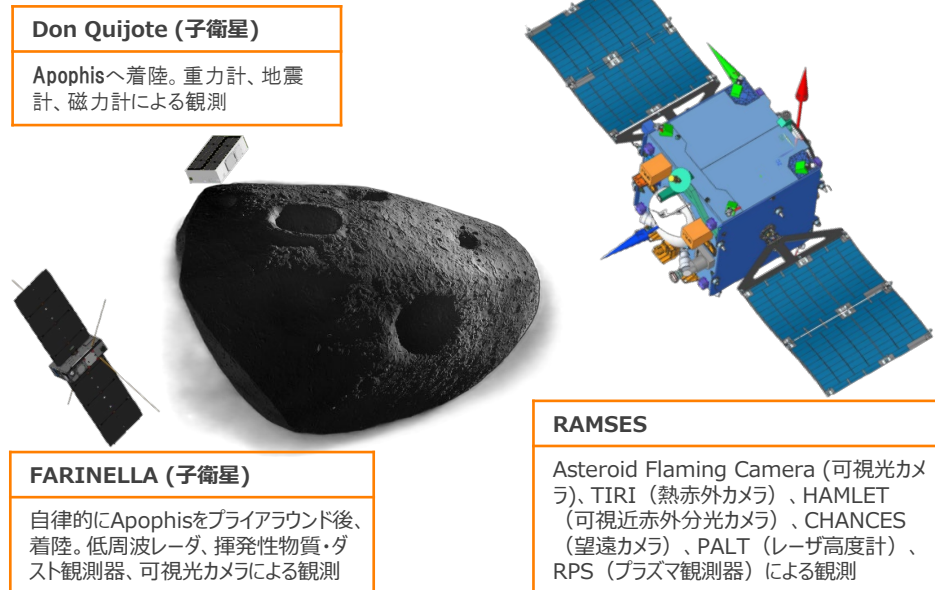 Don Quijote (子衛星)
Apophisへ着陸。重力計、地震
計、磁力計による観測
FARINELLA (子衛星)
自律的にApophisをプライアラウンド後、
着陸。低周波レーダ、揮発性物質・ダ
スト観測器、可視光カメラによる観測
RAMSES
Asteroid Flaming Camera (可視光カメ
ラ)、TIRI（熱赤外カメラ）、HAMLET
（可視近赤外分光カメラ）、CHANCES
（望遠カメラ）、PALT（レーザ高度計）、
RPS（プラズマ観測器）による観測